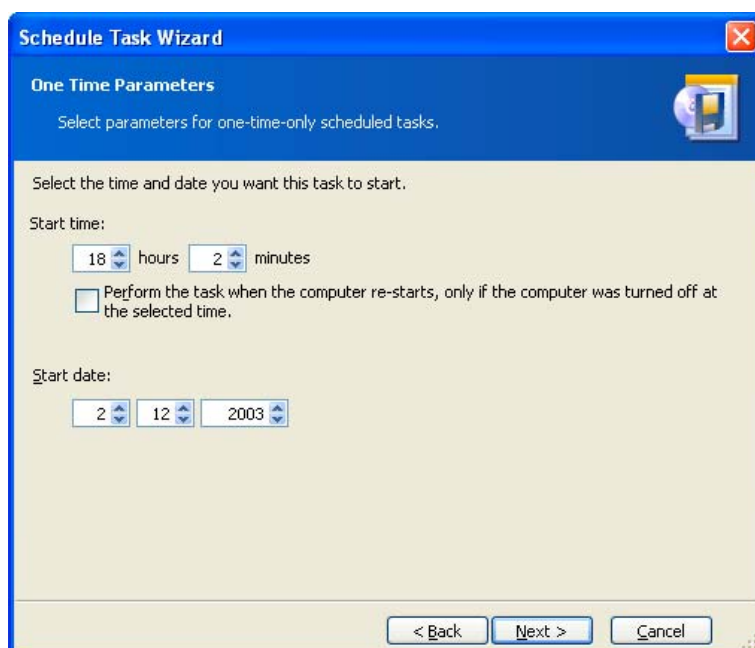 Schedule Task Wizard
One Time Parameters
Select parameters for one-time-only scheduled tasks.
Select the time and date you want this task to start.
Start time:
18 hours 2 minutes
Perform the task when the computer re-starts, only if the computer was turned off at
the selected time.
Start date:
2 12 2003
< Back Next > Cancel